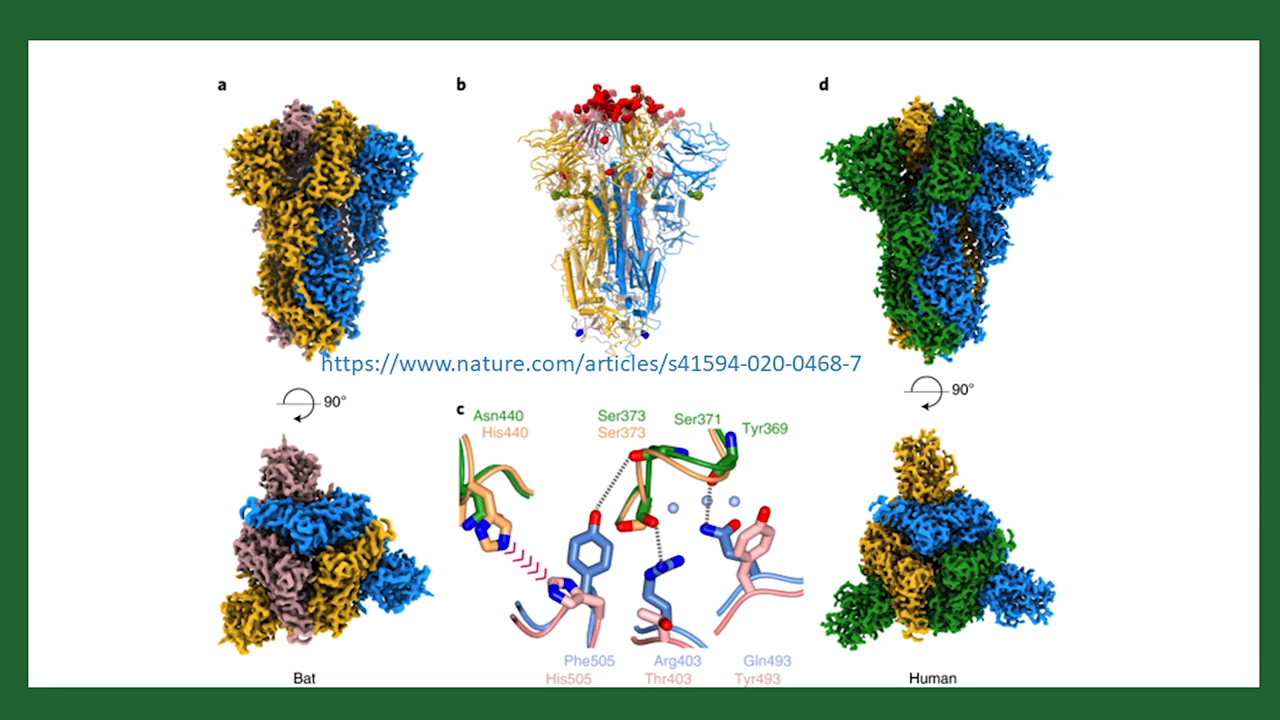 a
b
d
https://www.nature.com/articles/s41594-020-0468-7
90°
90°
c
Asn440
His440
Ser373
Ser373
Ser371
Tyr369
Phe505
His505
Arg403
Thr403
Gln493
Tyr493
Bat
Human